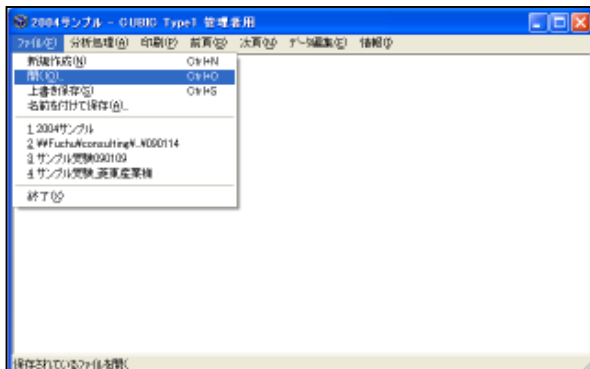 2004サンプル - CUBIC Type1 管理者用
ファイル(F) 分析処理(A) 印刷(P) 前頁(B) 次頁(N) データ編集(E) 情報(I)
新規作成(N) Ctrl+N
開く(O)... Ctrl+O
上書き保存(S) Ctrl+S
名前を付けて保存(A)...
1 2004サンプル
2 ¥¥Fuchu¥consulting¥..¥090114
3 サンプル受験090109
4 サンプル受験_菱東産業様
終了(X)
保存されているファイルを開く